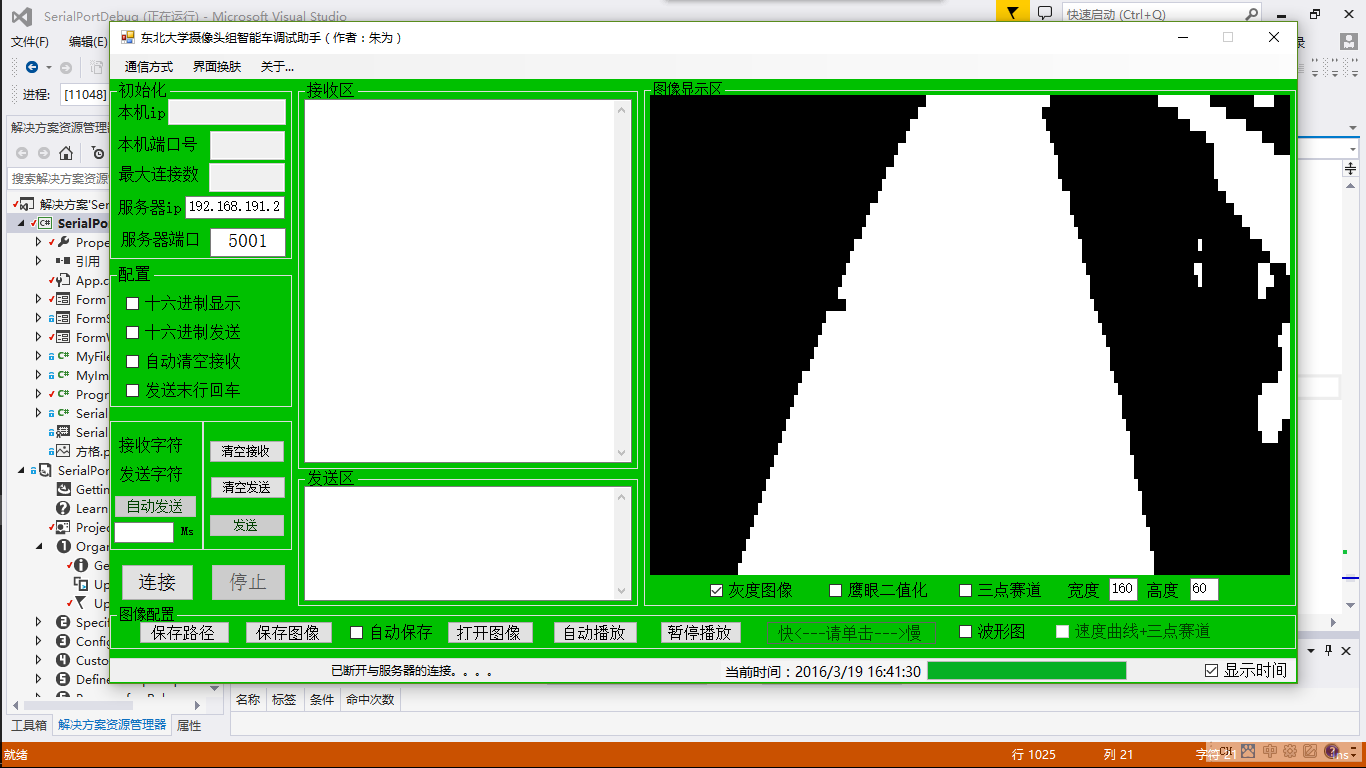 SerialPortDebug (正在运行) - Microsoft Visual Studio
快速启动 (Ctrl+Q)
文件(F)
编辑(E)
进程:
[11048]
解决方案资源管理器
搜索解决方案资源
解决方案'Ser
SerialPo
Prope
引用
App.c
FormT
FormS
FormV
MyFile
MyIm
Progr
Serial
Serial
方格.p
SerialPor
Gettin
Learn
Projec
Organ
Ge
Up
Up
Specif
Config
Custo
Define
工具箱
解决方案资源管理器
属性
东北大学摄像头组智能车调试助手 ( 作者 : 朱为 )
通信方式
界面换肤
关于...
初始化
本机ip
本机端口号
最大连接数
服务器ip
192.168.191.2
服务器端口
5001
配置
十六进制显示
十六进制发送
自动清空接收
发送末行回车
接收字符
发送字符
自动发送
Ms
清空接收
清空发送
发送
连接
停止
接收区
发送区
图像显示区
灰度图像
鹰眼二值化
三点赛道
宽度
160
高度
60
图像配置
保存路径
保存图像
自动保存
打开图像
自动播放
暂停播放
快<---请单击--->慢
波形图
速度曲线+三点赛道
已断开与服务器的连接。。。。
当前时间 : 2016/3/19 16:41:30
显示时间
名称
标签
条件
命中次数
就绪
行 1025
列 21
字符 21
CH
中
Ins